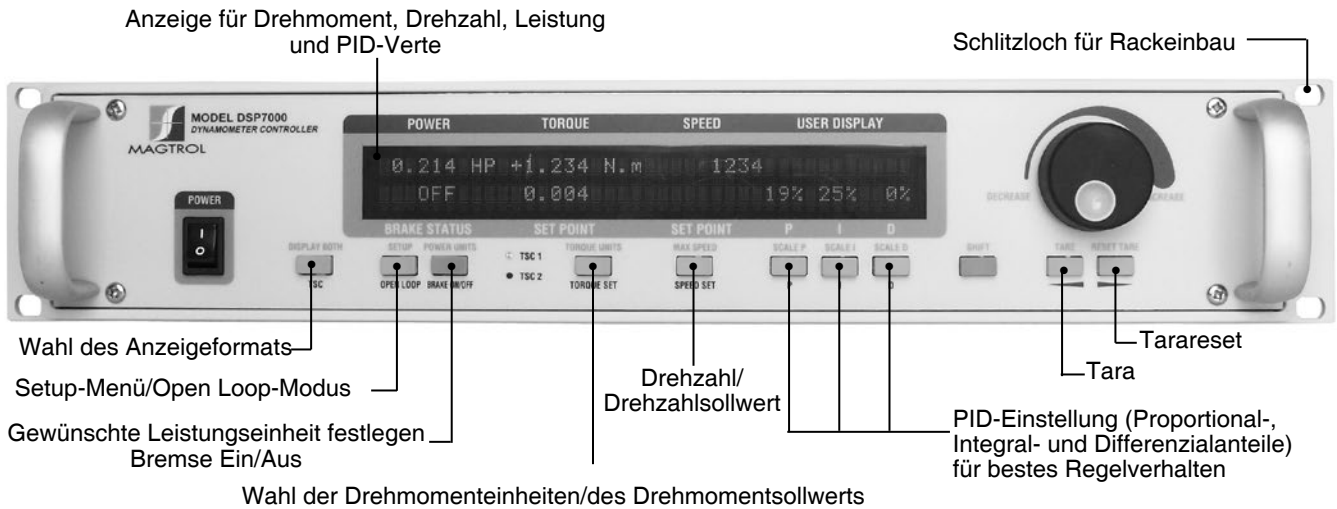 Anzeige für Drehmoment, Drehzahl, Leistung
und PID-Verte
Schlitzloch für Rackeinbau
MODEL DSP7000
DYNAMOMETER CONTROLLER
MAGTROL
POWER TORQUE SPEED USER DISPLAY
0.214 HP +1.234 N.m 1234
OFF 0.004 19% 25% 0%
BRAKE STATUS SET POINT SET POINT P I D
POWER
I
O
DECREASE INCREASE
DISPLAY BOTH SETUP POWER UNITS TSC 1 TORQUE UNITS MAX SPEED SCALE P SCALE I SCALE D SHIFT TARE RESET TARE
TSC OPEN LOOP BRAKE ON/OFF TSC 2 TORQUE SET SPEED SET P I D
Wahl des Anzeigeformats
Setup-Menü/Open Loop-Modus
Gewünschte Leistungseinheit festlegen
Bremse Ein/Aus
Wahl der Drehmomenteinheiten/des Drehmomentsollwerts
Drehzahl/
Drehzahlsollwert
Tarareset
Tara
PID-Einstellung (Proportional-,
Integral- und Differenzialanteile)
für bestes Regelverhalten